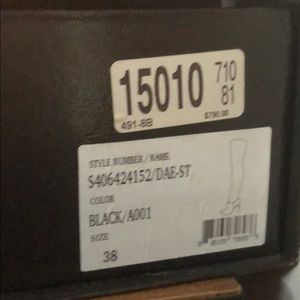 15010 710
81
491-8B $790.00
STYLE NUMBER / NAME
S406424152/DAE-ST
COLOR
BLACK/A001
SIZE
38